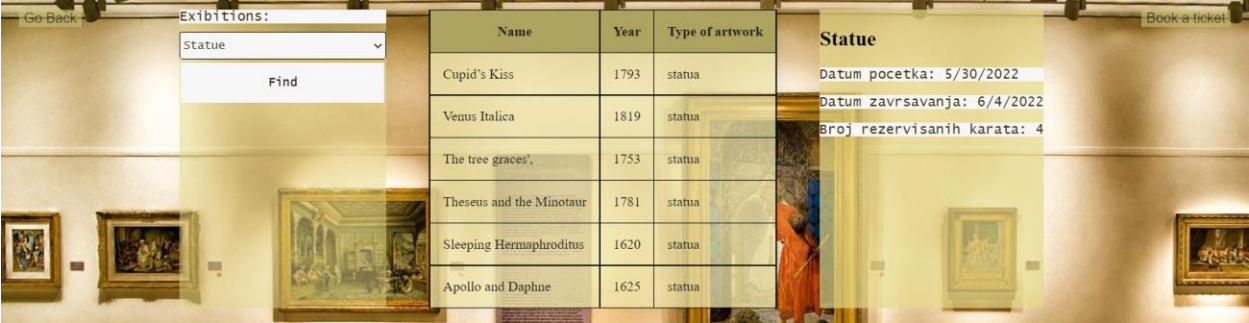 Go Back
Exibitions:
Statue
Find
Name Year Type of artwork
Cupid's Kiss 1793 statua
Venus Italica 1819 statua
The tree graces', 1753 statua
Theseus and the Minotaur 1781 statua
Sleeping Hermaphroditus 1620 statua
Apollo and Daphne 1625 statua
Statue
Datum pocetka: 5/30/2022
Datum zavrsavanja: 6/4/2022
Broj rezervisanih karata: 4
Book a ticket